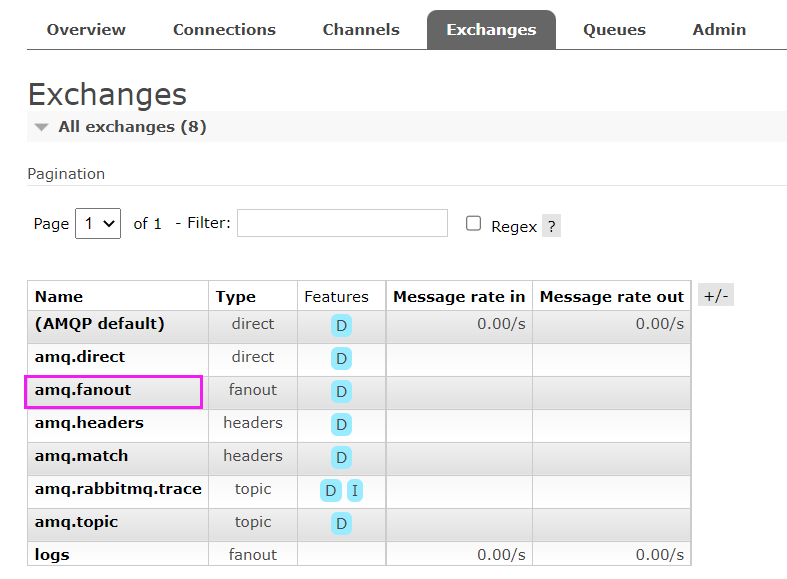 Overview Connections Channels Exchanges Queues Admin
Exchanges
All exchanges (8)
Pagination
Page 1 of 1 - Filter: Regex ?
Name Type Features Message rate in Message rate out +/-
(AMQP default) direct D 0.00/s 0.00/s
amq.direct direct D
amq.fanout fanout D
amq.headers headers D
amq.match headers D
amq.rabbitmq.trace topic D I
amq.topic topic D
logs fanout 0.00/s 0.00/s